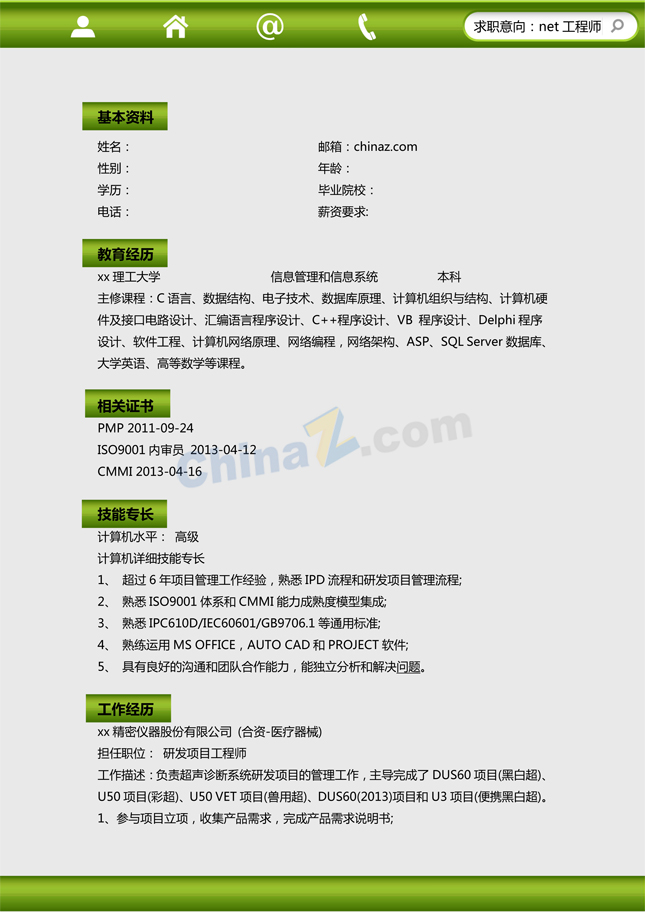 求职意向：net 工程师
基本资料
姓名： 邮箱：chinaz.com
性别： 年龄：
学历： 毕业院校：
电话： 薪资要求:
教育经历
xx 理工大学 信息管理和信息系统 本科
主修课程：C 语言、数据结构、电子技术、数据库原理、计算机组织与结构、计算机硬
件及接口电路设计、汇编语言程序设计、C++程序设计、VB 程序设计、Delphi 程序
设计、软件工程、计算机网络原理、网络编程，网络架构、ASP、SQL Server 数据库、
大学英语、高等数学等课程。
相关证书
PMP 2011-09-24
ISO9001 内审员 2013-04-12
CMMI 2013-04-16
ChinaZ.com
技能专长
计算机水平： 高级
计算机详细技能专长
1、 超过 6 年项目管理工作经验，熟悉 IPD 流程和研发项目管理流程;
2、 熟悉 ISO9001 体系和 CMMI 能力成熟度模型集成;
3、 熟悉 IPC610D/IEC60601/GB9706.1 等通用标准;
4、 熟练运用 MS OFFICE，AUTO CAD 和 PROJECT 软件;
5、 具有良好的沟通和团队合作能力，能独立分析和解决问题。
工作经历
xx 精密仪器股份有限公司 (合资-医疗器械)
担任职位： 研发项目工程师
工作描述：负责超声诊断系统研发项目的管理工作，主导完成了 DUS60 项目(黑白超)、
U50 项目(彩超)、U50 VET 项目(兽用超)、DUS60(2013)项目和 U3 项目(便携黑白超)。
1、参与项目立项，收集产品需求，完成产品需求说明书;